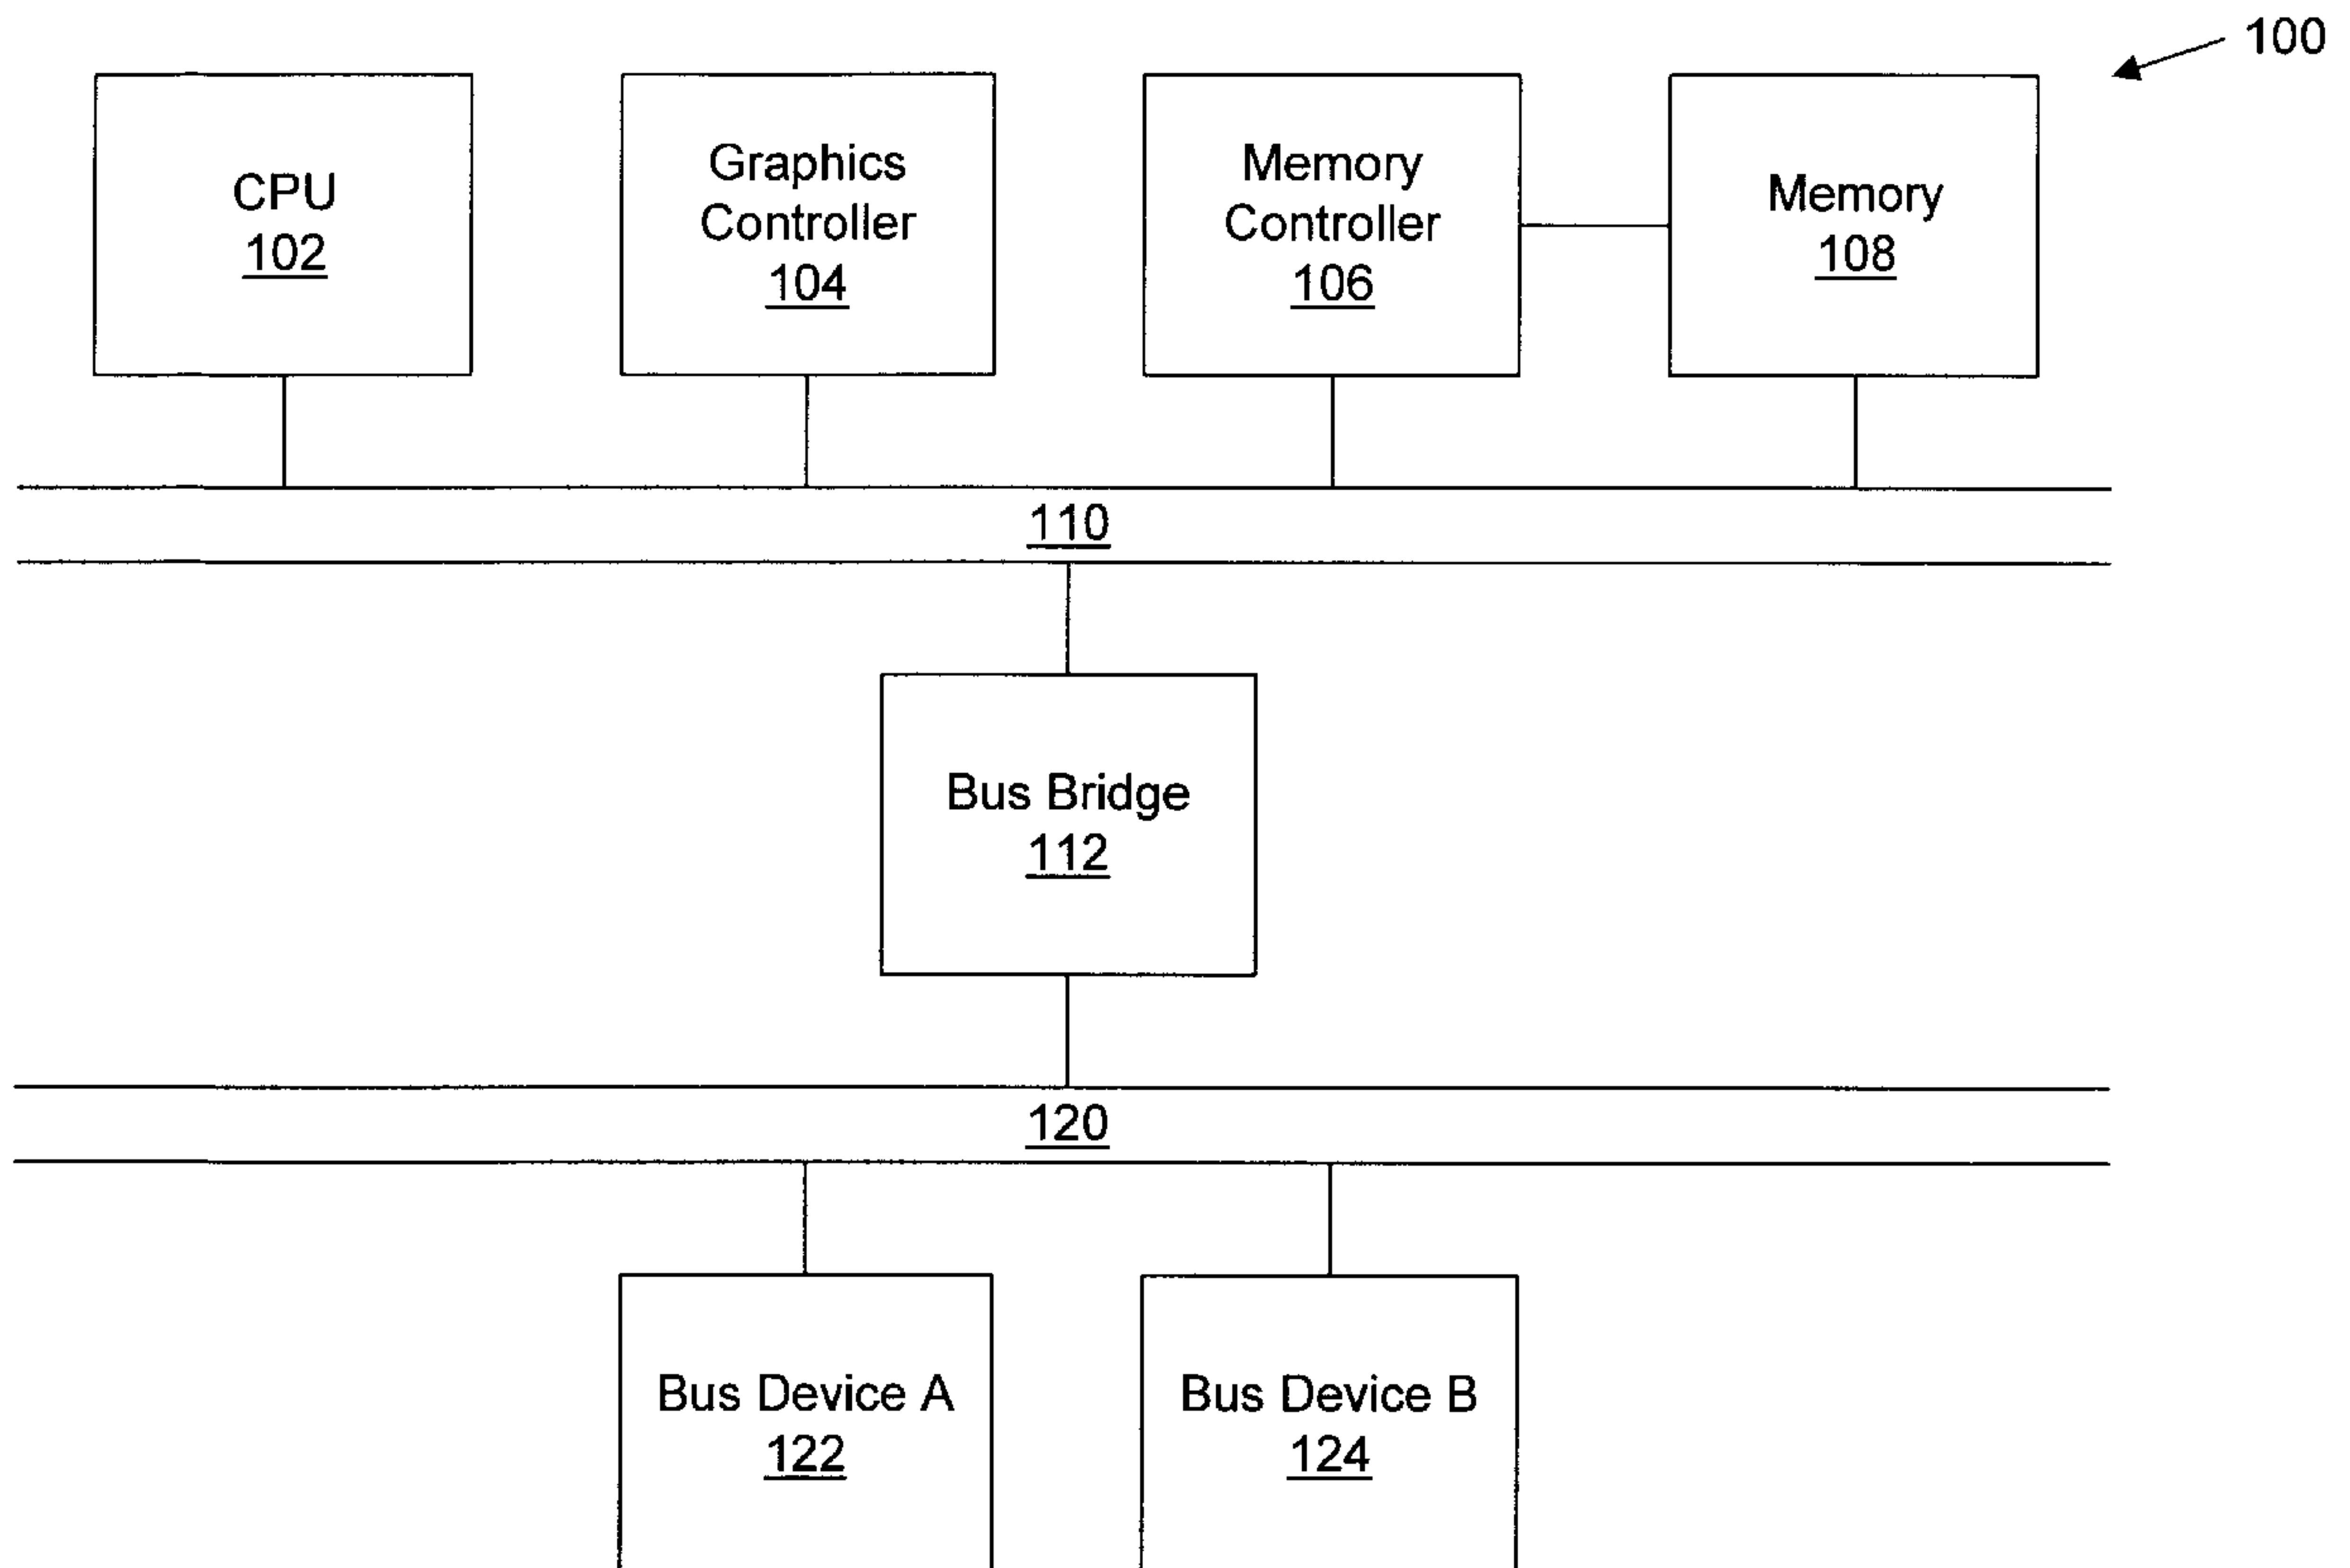 100
CPU
102
Graphics
Controller
104
Memory
Controller
106
Memory
108
110
Bus Bridge
112
120
Bus Device A
122
Bus Device B
124